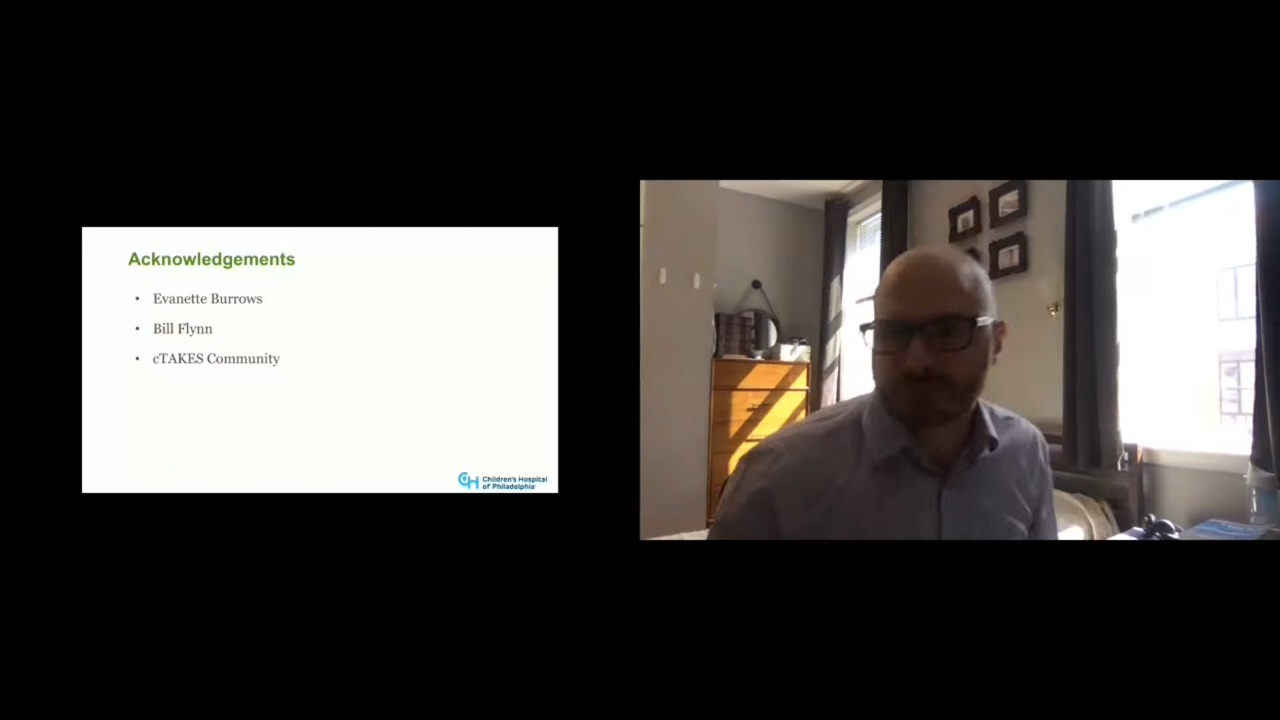 Acknowledgements
• Evanette Burrows
• Bill Flynn
• cTAKES Community
Children's Hospital
of Philadelphia